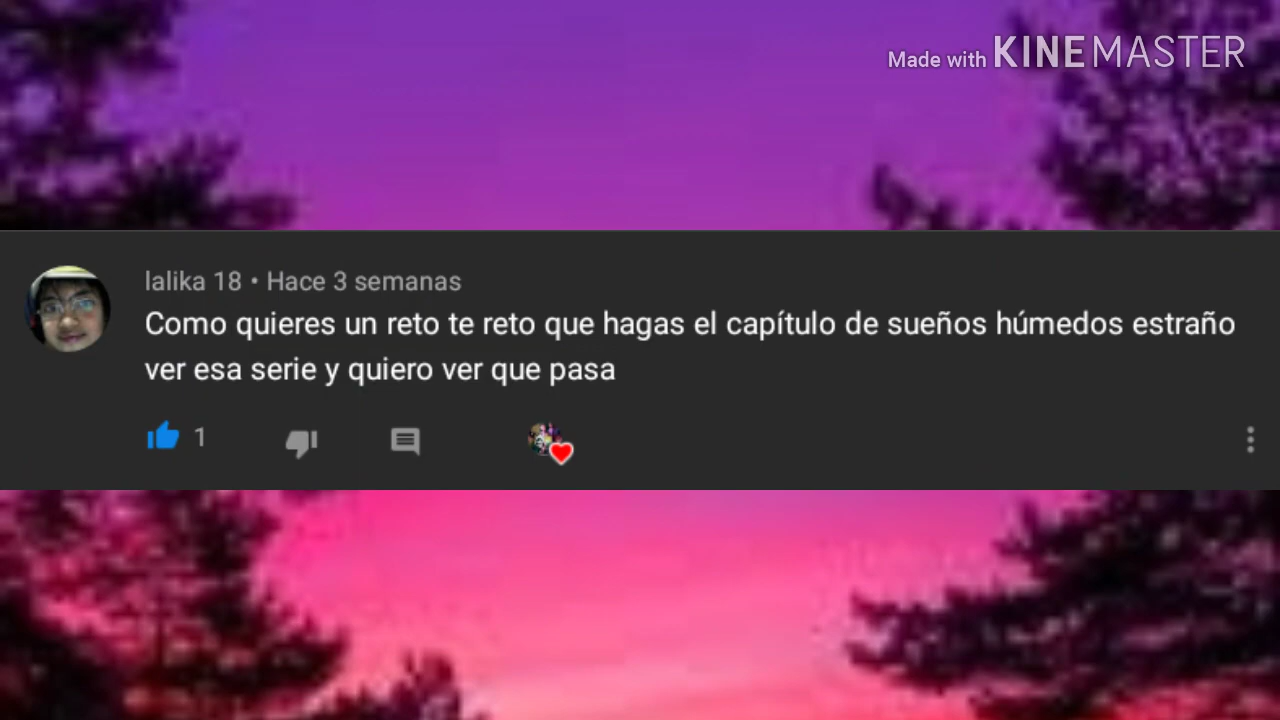 Made with KINEMASTER
lalika 18 • Hace 3 semanas
Como quieres un reto te reto que hagas el capítulo de sueños húmedos estraño
ver esa serie y quiero ver que pasa
1